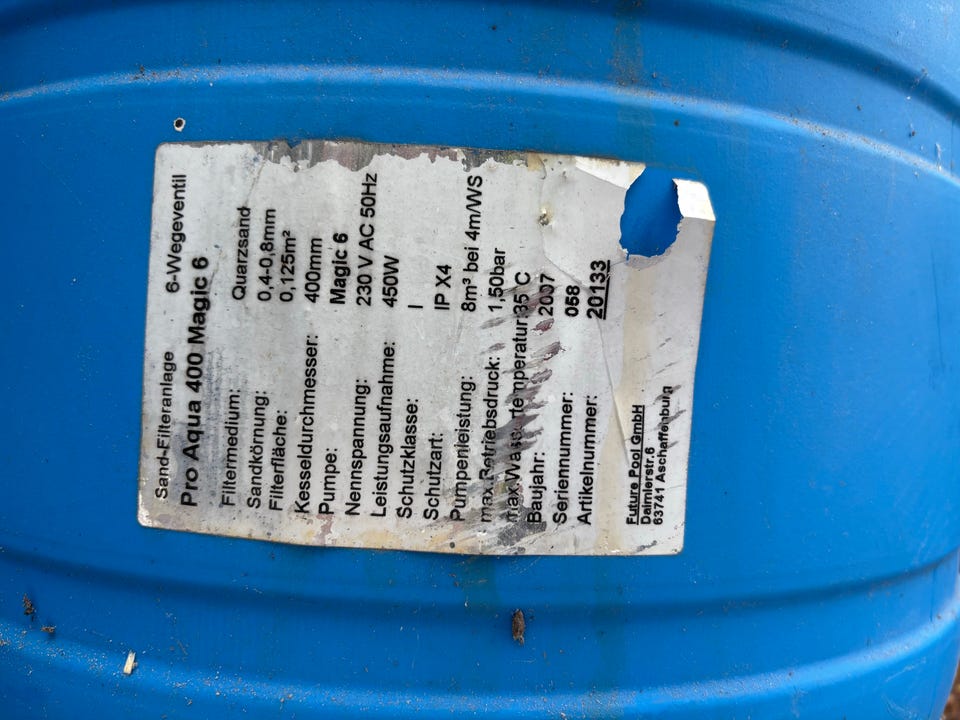 Sand-Filteranlage 6-Wegeventil
Pro Aqua 400 Magic 6
Filtermedium: Quarzsand
Sandkörnung: 0,4-0,8mm
Filterfläche: 0,125m²
Kesseldurchmesser: 400mm
Pumpe: Magic 6
Nennspannung: 230 V AC 50Hz
Leistungsaufnahme: 450W
Schutzklasse: I
Schutzart: IP X4
Pumpenleistung: 8m³ bei 4m/WS
max.Betriebsdruck: 1,50bar
max.Wassertemperatur:35 C
Baujahr: 2007
Seriennummer: 058
Artikelnummer: 20133
Future Pool GmbH
Daimlerstr.6
63741 Aschaffenburg